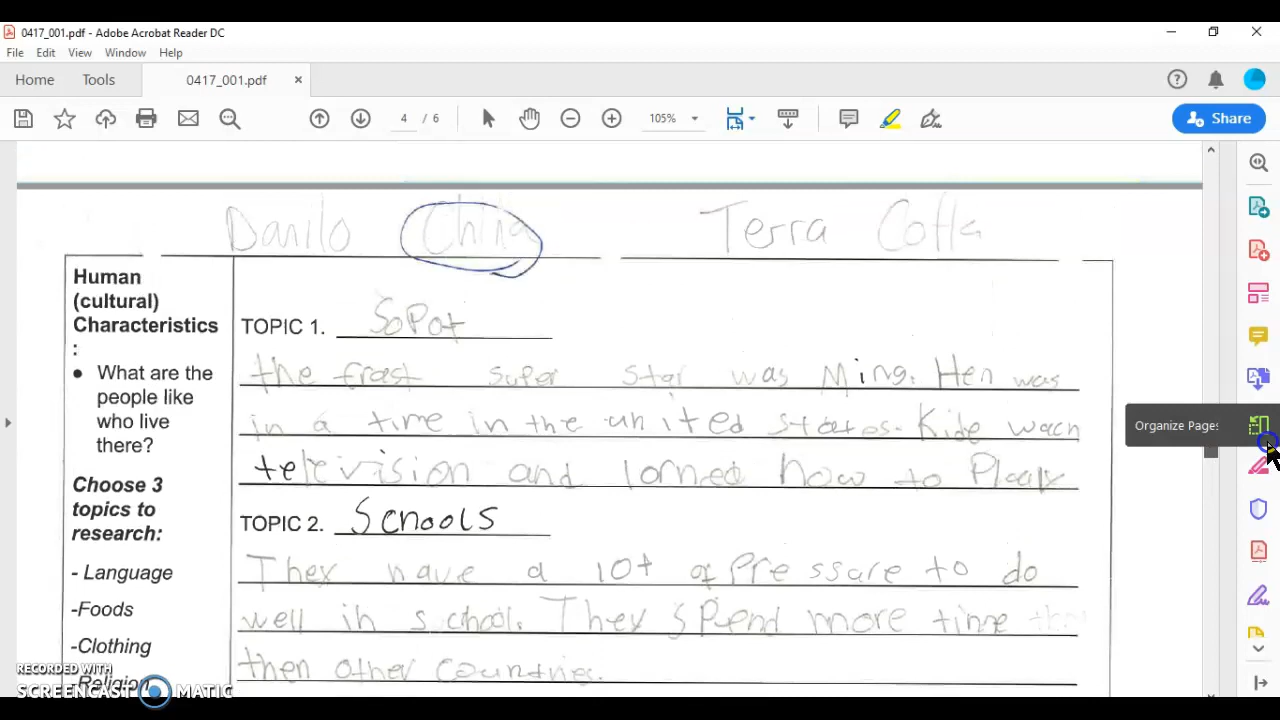 0417_001.pdf - Adobe Acrobat Reader DC
File Edit View Window Help
Home Tools 0417_001.pdf ×
4 / 6 105% Share
Danilo China Terra Cotta
Human
(cultural)
Characteristics
:
• What are the
people like
who live
there?
Choose 3
topics to
research:
- Language
-Foods
-Clothing
-Religion
TOPIC 1. SoPot
the frast super star was Ming. Hen was
in a time in the united states. Kide wach
television and lorned how to Plaay
TOPIC 2. Schools
They have a lot of Pressare to do
well in school. They spend more time than
then other countries.
Organize Pages
RECORDED WITH
SCREENCAST MATIC